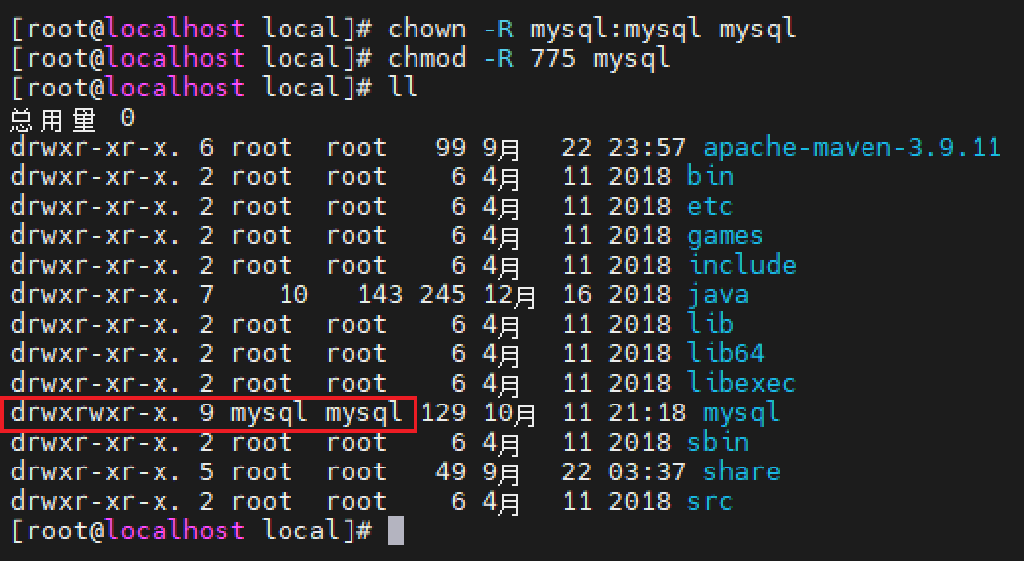 [root@localhost local]# chown -R mysql:mysql mysql
[root@localhost local]# chmod -R 775 mysql
[root@localhost local]# ll
总用量 0
drwxr-xr-x. 6 root  root   99 9月   22 23:57 apache-maven-3.9.11
drwxr-xr-x. 2 root  root    6 4月   11 2018 bin
drwxr-xr-x. 2 root  root    6 4月   11 2018 etc
drwxr-xr-x. 2 root  root    6 4月   11 2018 games
drwxr-xr-x. 2 root  root    6 4月   11 2018 include
drwxr-xr-x. 7    10   143 245 12月  16 2018 java
drwxr-xr-x. 2 root  root    6 4月   11 2018 lib
drwxr-xr-x. 2 root  root    6 4月   11 2018 lib64
drwxr-xr-x. 2 root  root    6 4月   11 2018 libexec
drwxrwxr-x. 9 mysql mysql 129 10月  11 21:18 mysql
drwxr-xr-x. 2 root  root    6 4月   11 2018 sbin
drwxr-xr-x. 5 root  root   49 9月   22 03:37 share
drwxr-xr-x. 2 root  root    6 4月   11 2018 src
[root@localhost local]#